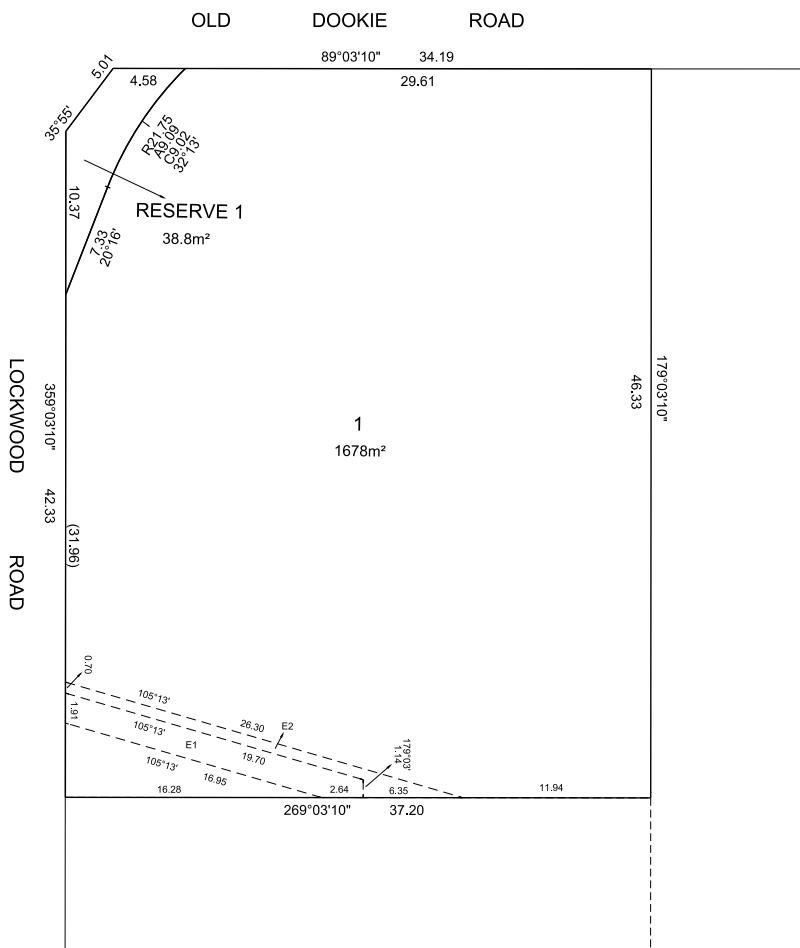 OLD DOOKIE ROAD
89°03'10" 34.19
5.01
4.58
29.61
35°55'
R21.75
A9.09
C9.02
32°13'
10.37
RESERVE 1
38.8m²
7.33
20°16'
LOCKWOOD ROAD
359°03'10" 42.33
(31.96)
179°03'10"
46.33
1
1678m²
0.70
105°13'
26.30
E2
1.91
105°13'
19.70
E1
105°13'
16.95
179°03'
1.14
16.28
2.64
6.35
11.94
269°03'10" 37.20